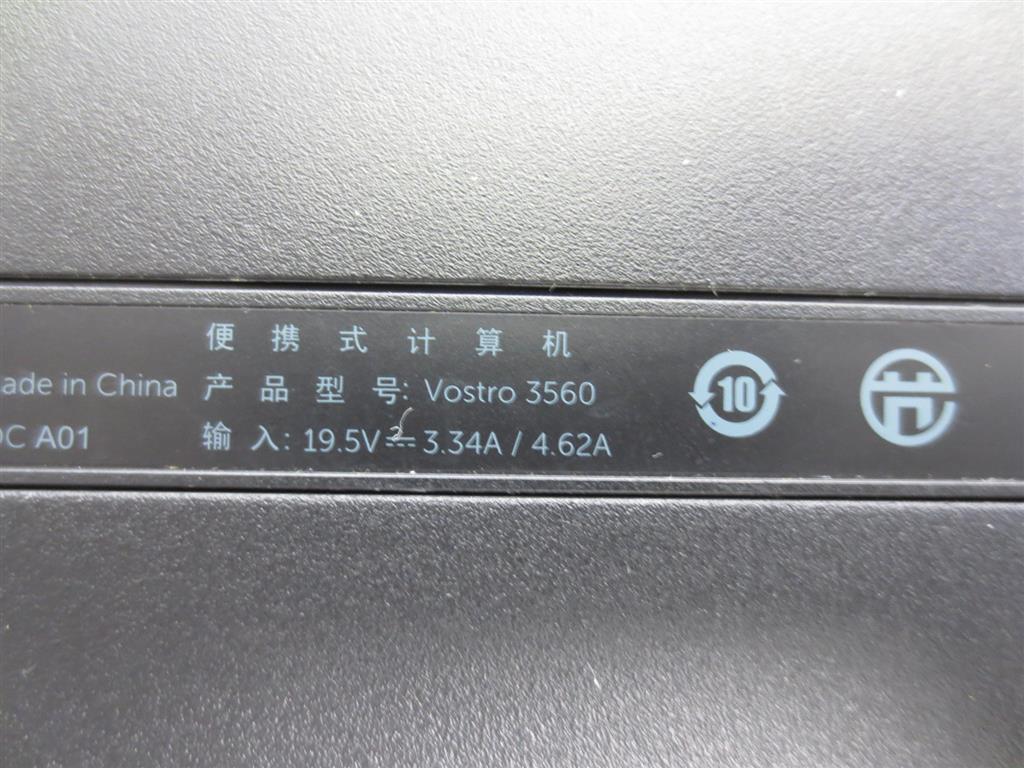 便携式计算机
ade in China
产品型号: Vostro 3560
C A01
输入: 19.5V⎓3.34A / 4.62A
10